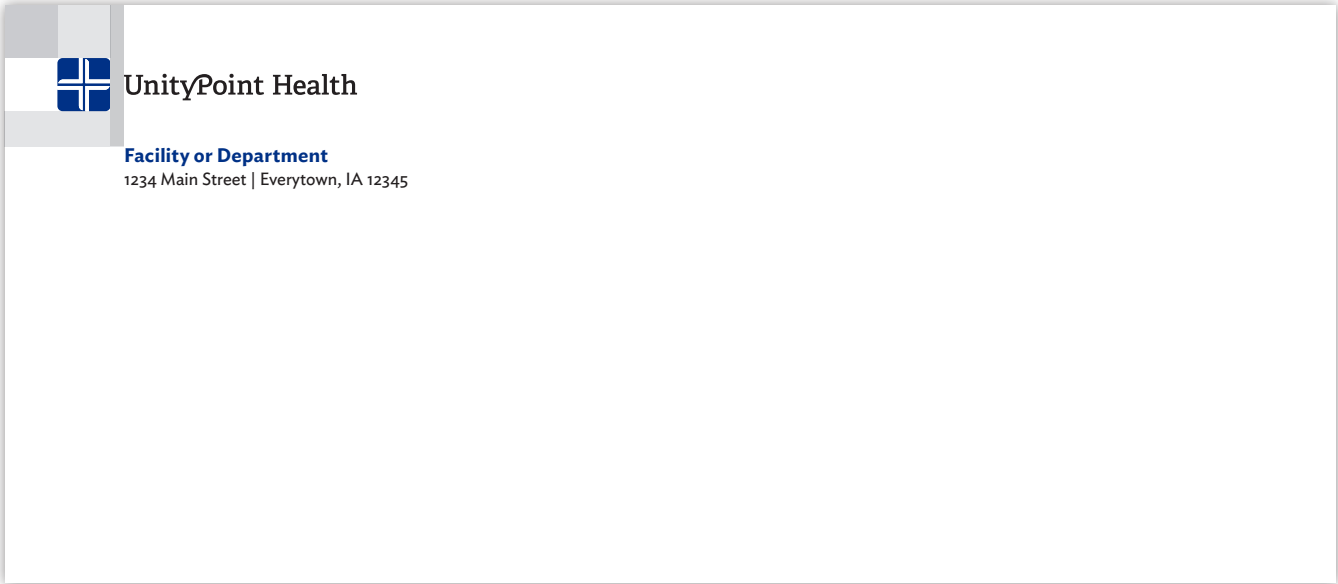 UnityPoint Health
Facility or Department
1234 Main Street | Everytown, IA 12345